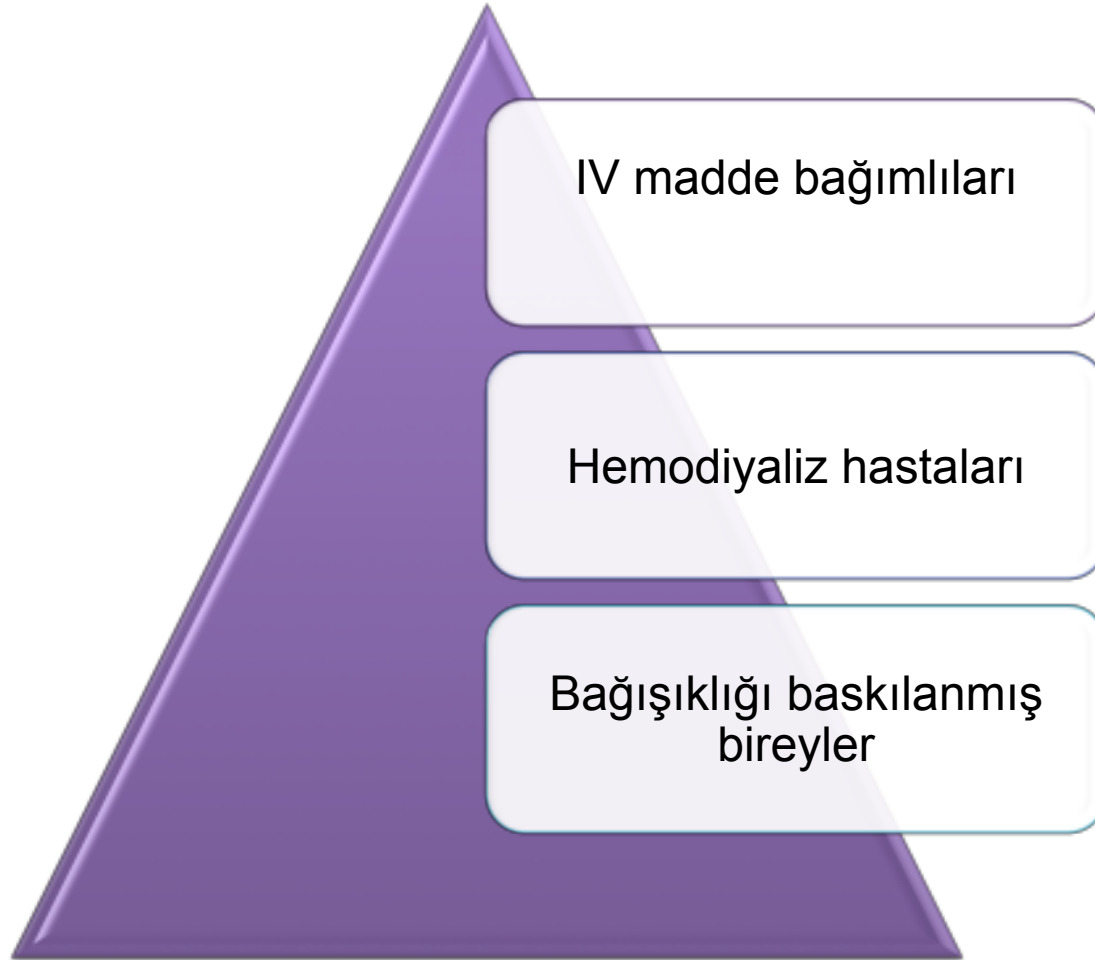 IV madde bağımlıları
Hemodiyaliz hastaları
Bağışıklığı baskılanmış
bireyler